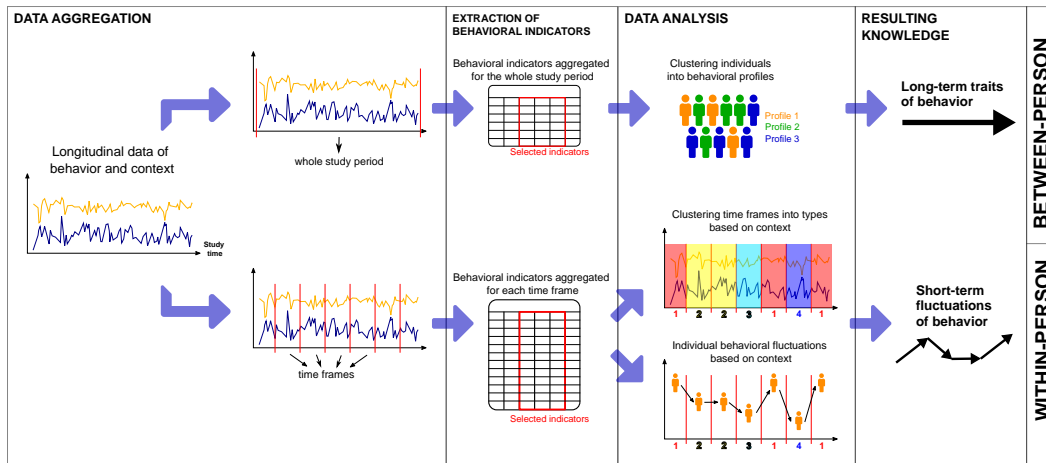 DATA AGGREGATION
Longitudinal data of
behavior and context
Study
time
whole study period
time frames
EXTRACTION OF
BEHAVIORAL INDICATORS
Behavioral indicators aggregated
for the whole study period
Selected indicators
Behavioral indicators aggregated
for each time frame
Selected indicators
DATA ANALYSIS
Clustering individuals
into behavioral profiles
Profile 1
Profile 2
Profile 3
Clustering time frames into types
based on context
1 2 2 3 1 4 1
Individual behavioral fluctuations
based on context
1 2 2 3 1 4 1
RESULTING
KNOWLEDGE
Long-term traits
of behavior
Short-term
fluctuations
of behavior
BETWEEN-PERSON
WITHIN-PERSON